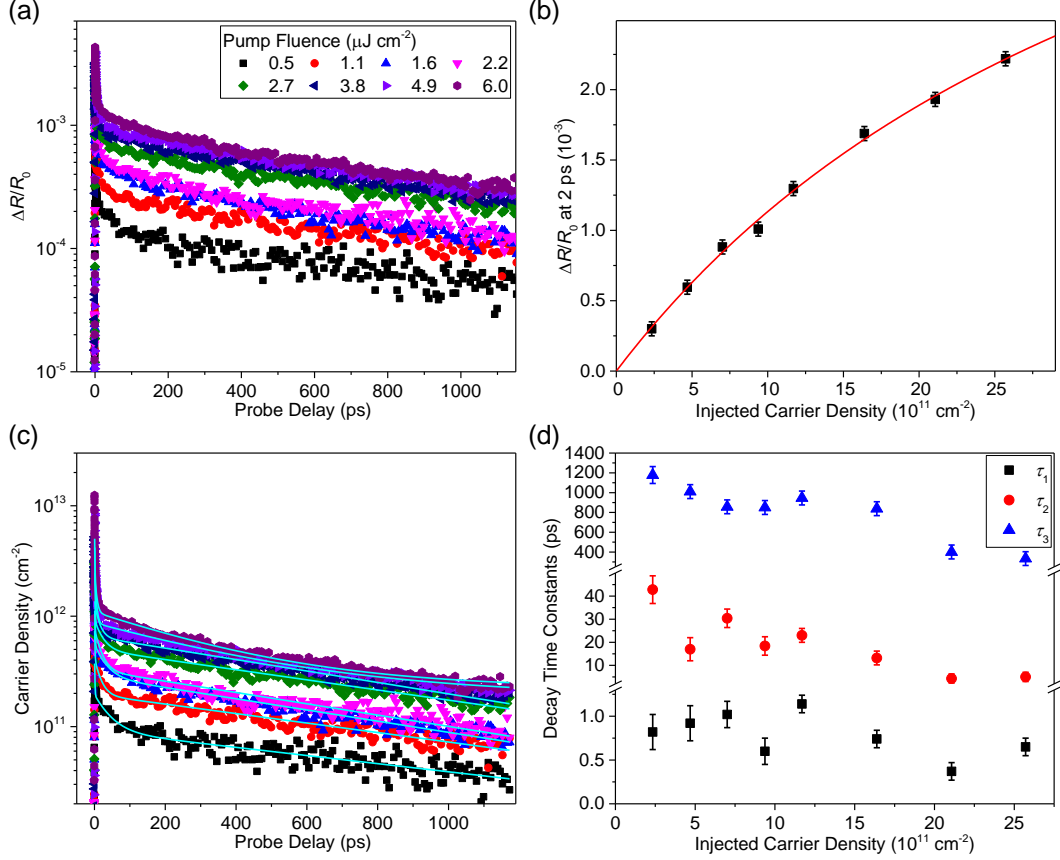 (a)
Pump Fluence (μJ cm⁻²)
0.5 1.1 1.6 2.2
2.7 3.8 4.9 6.0
10⁻³
10⁻⁴
10⁻⁵
ΔR/R₀
0 200 400 600 800 1000
Probe Delay (ps)
(b)
2.0
1.5
1.0
0.5
0.0
ΔR/R₀ at 2 ps (10⁻³)
0 5 10 15 20 25
Injected Carrier Density (10¹¹ cm⁻²)
(c)
10¹³
10¹²
10¹¹
Carrier Density (cm⁻²)
0 200 400 600 800 1000
Probe Delay (ps)
(d)
1400
1200
1000
800
600
400
40
30
20
10
1.0
0.5
0.0
Decay Time Constants (ps)
τ₁
τ₂
τ₃
0 5 10 15 20 25
Injected Carrier Density (10¹¹ cm⁻²)